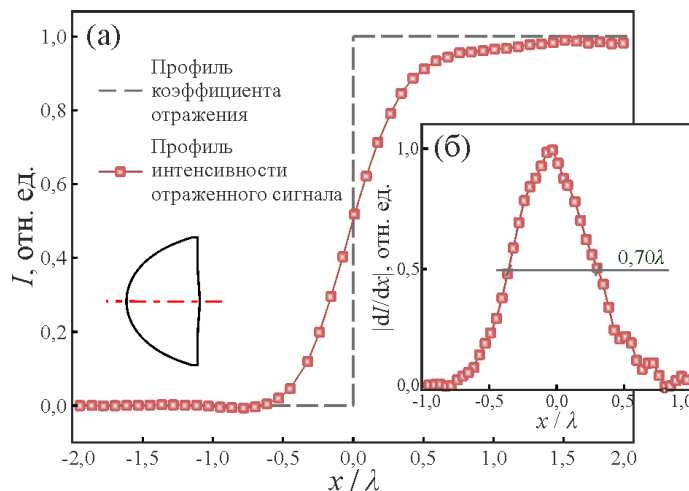 (а)
1,0
0,8
0,6
0,4
0,2
0,0
I, отн. ед.
Профиль
коэффициента
отражения
Профиль
интенсивности
отраженного сигнала
-2,0 -1,5 -1,0 -0,5 0,0 0,5 1,0 1,5 2,0
x / λ
(б)
1,0
0,5
0,0
|dI/dx|, отн. ед.
0,70λ
-1,0 -0,5 0,0 0,5 1,0
x / λ